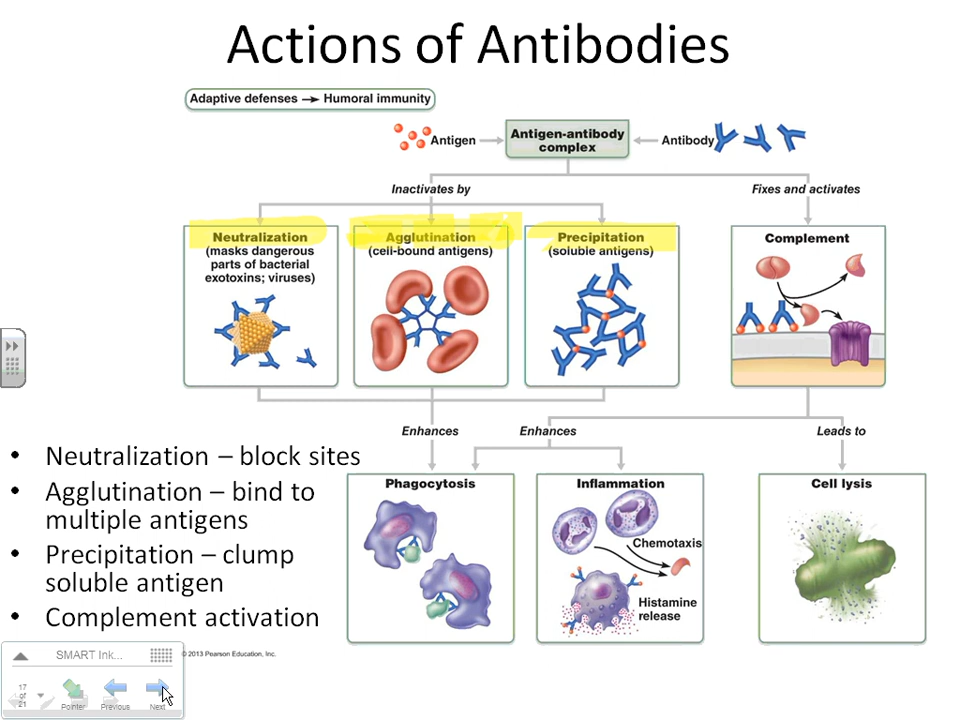 Actions of Antibodies
Adaptive defenses → Humoral immunity
Antigen
Antigen-antibody
complex
Antibody
Inactivates by
Fixes and activates
Neutralization
(masks dangerous
parts of bacterial
exotoxins; viruses)
Agglutination
(cell-bound antigens)
Precipitation
(soluble antigens)
Complement
Enhances
Enhances
Leads to
• Neutralization – block sites
• Agglutination – bind to
multiple antigens
• Precipitation – clump
soluble antigen
• Complement activation
Phagocytosis
Inflammation
Chemotaxis
Histamine
release
Cell lysis
© 2013 Pearson Education, Inc.
SMART Ink...
17
of
21
Pointer
Previous
Next